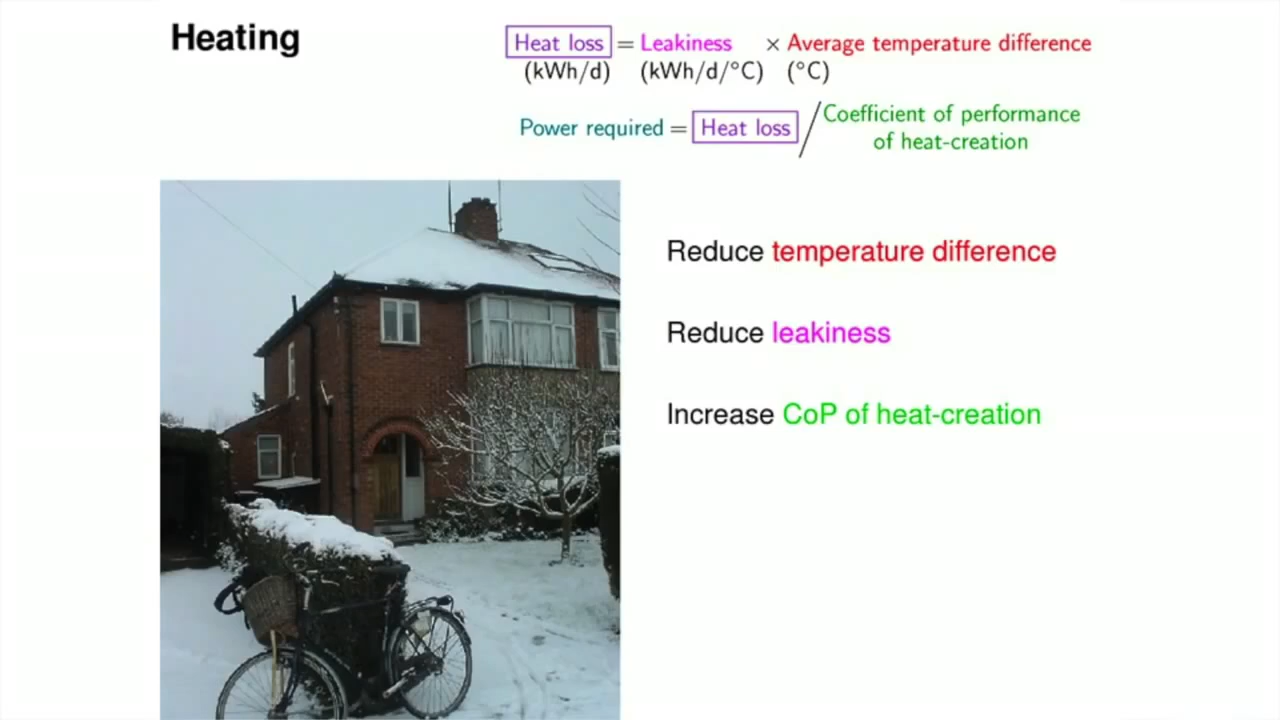 Heating
Heat loss = Leakiness × Average temperature difference
(kWh/d) (kWh/d/°C) (°C)
Power required = Heat loss / Coefficient of performance
of heat-creation
Reduce temperature difference
Reduce leakiness
Increase CoP of heat-creation